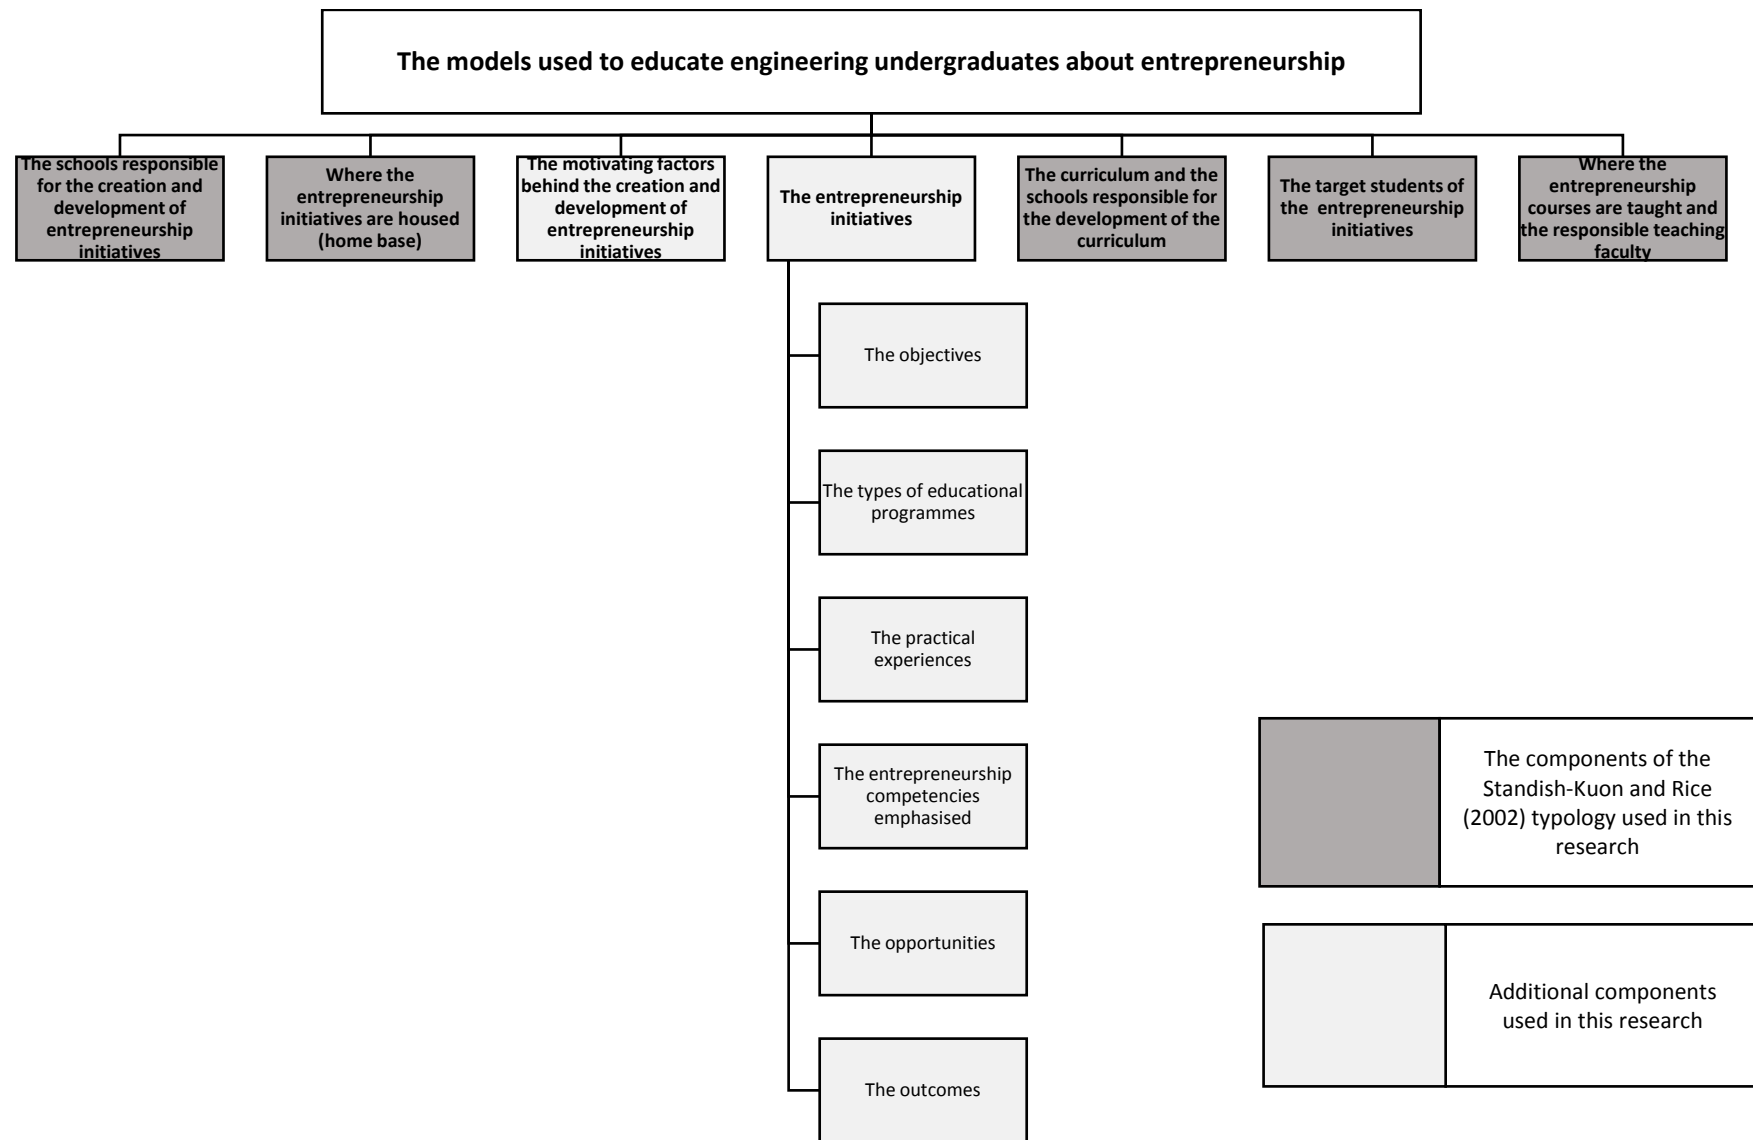 The models used to educate engineering undergraduates about entrepreneurship
The schools responsible
for the creation and
development of
entrepreneurship
initiatives
Where the
entrepreneurship
initiatives are housed
(home base)
The motivating factors
behind the creation and
development of
entrepreneurship
initiatives
The entrepreneurship
initiatives
The curriculum and the
schools responsible for
the development of the
curriculum
The target students of
the entrepreneurship
initiatives
Where the
entrepreneurship
courses are taught and
the responsible teaching
faculty
The objectives
The types of educational
programmes
The practical
experiences
The entrepreneurship
competencies
emphasised
The opportunities
The outcomes
The components of the
Standish-Kuon and Rice
(2002) typology used in this
research
Additional components
used in this research